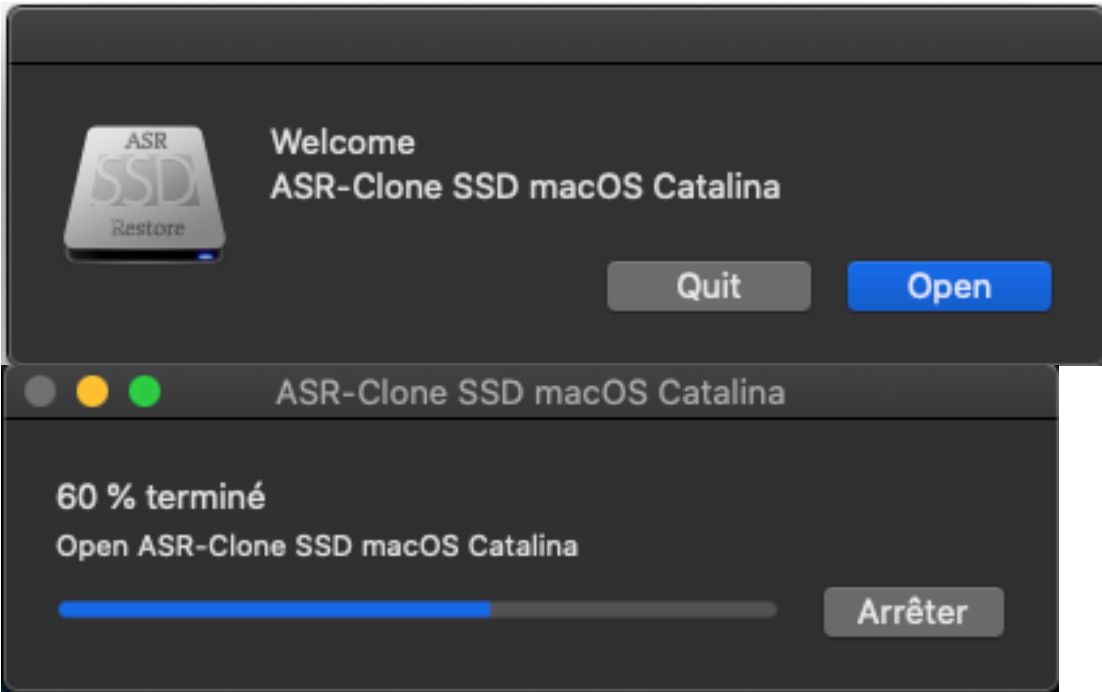 ASR
SSD
Restore
Welcome
ASR-Clone SSD macOS Catalina
Quit
Open
ASR-Clone SSD macOS Catalina
60 % terminé
Open ASR-Clone SSD macOS Catalina
Arrêter